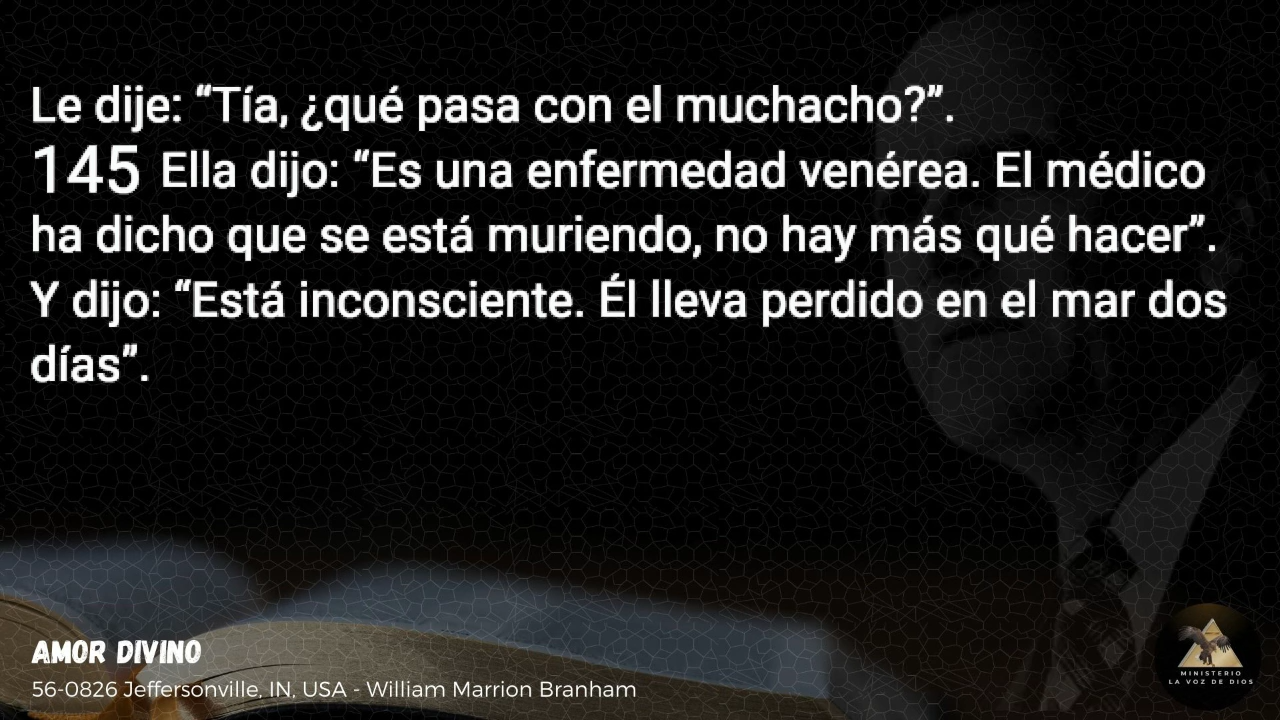 Le dije: “Tía, ¿qué pasa con el muchacho?”.
145 Ella dijo: “Es una enfermedad venérea. El médico
ha dicho que se está muriendo, no hay más qué hacer”.
Y dijo: “Está inconsciente. Él lleva perdido en el mar dos
días”.
AMOR DIVINO
56-0826 Jeffersonville, IN, USA - William Marrion Branham
MINISTERIO
LA VOZ DE DIOS